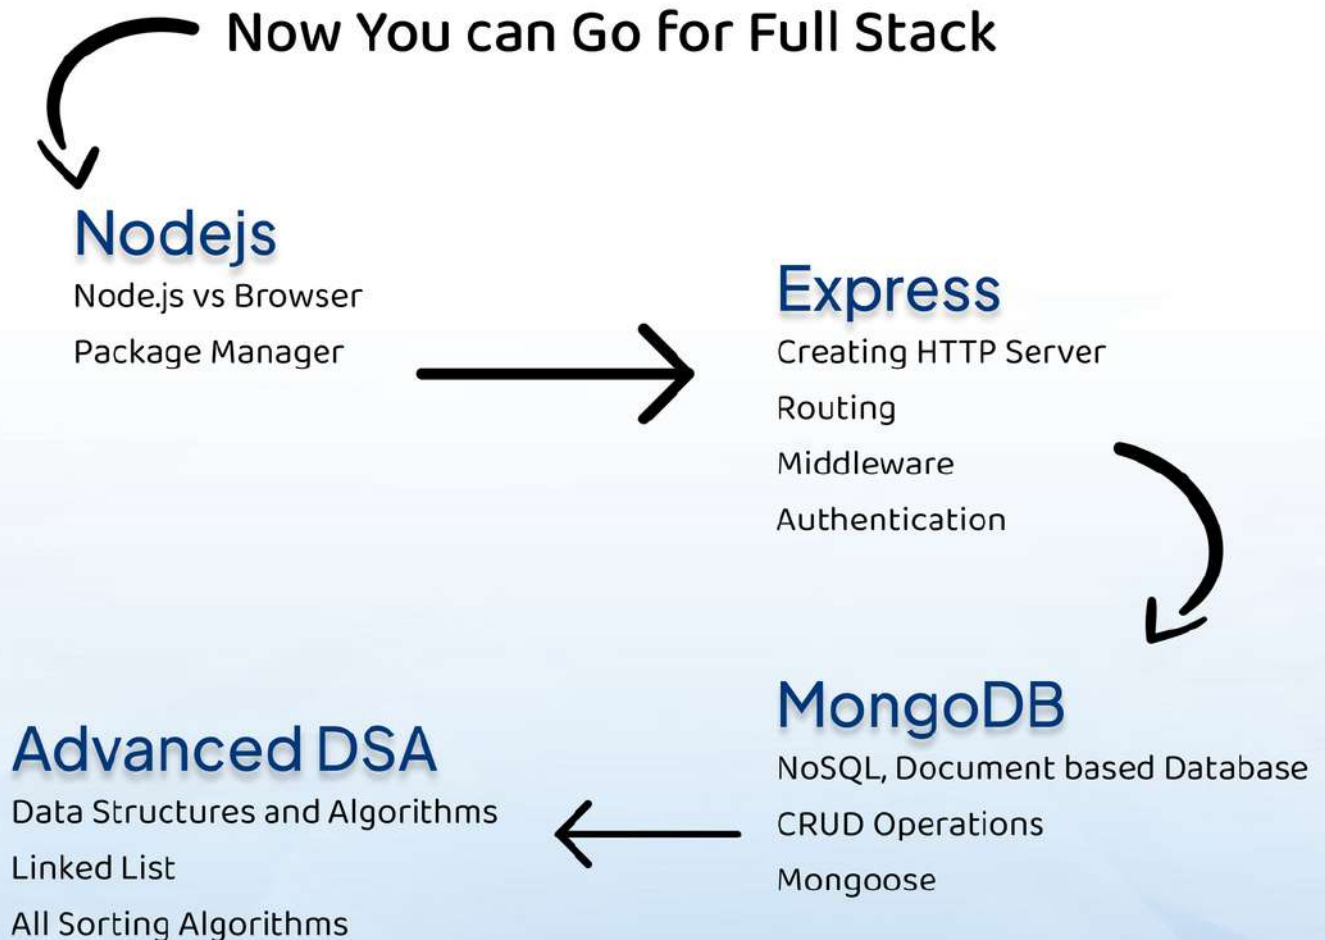 Now You can Go for Full Stack
Nodejs
Node.js vs Browser
Package Manager
Express
Creating HTTP Server
Routing
Middleware
Authentication
MongoDB
NoSQL, Document based Database
CRUD Operations
Mongoose
Advanced DSA
Data Structures and Algorithms
Linked List
All Sorting Algorithms